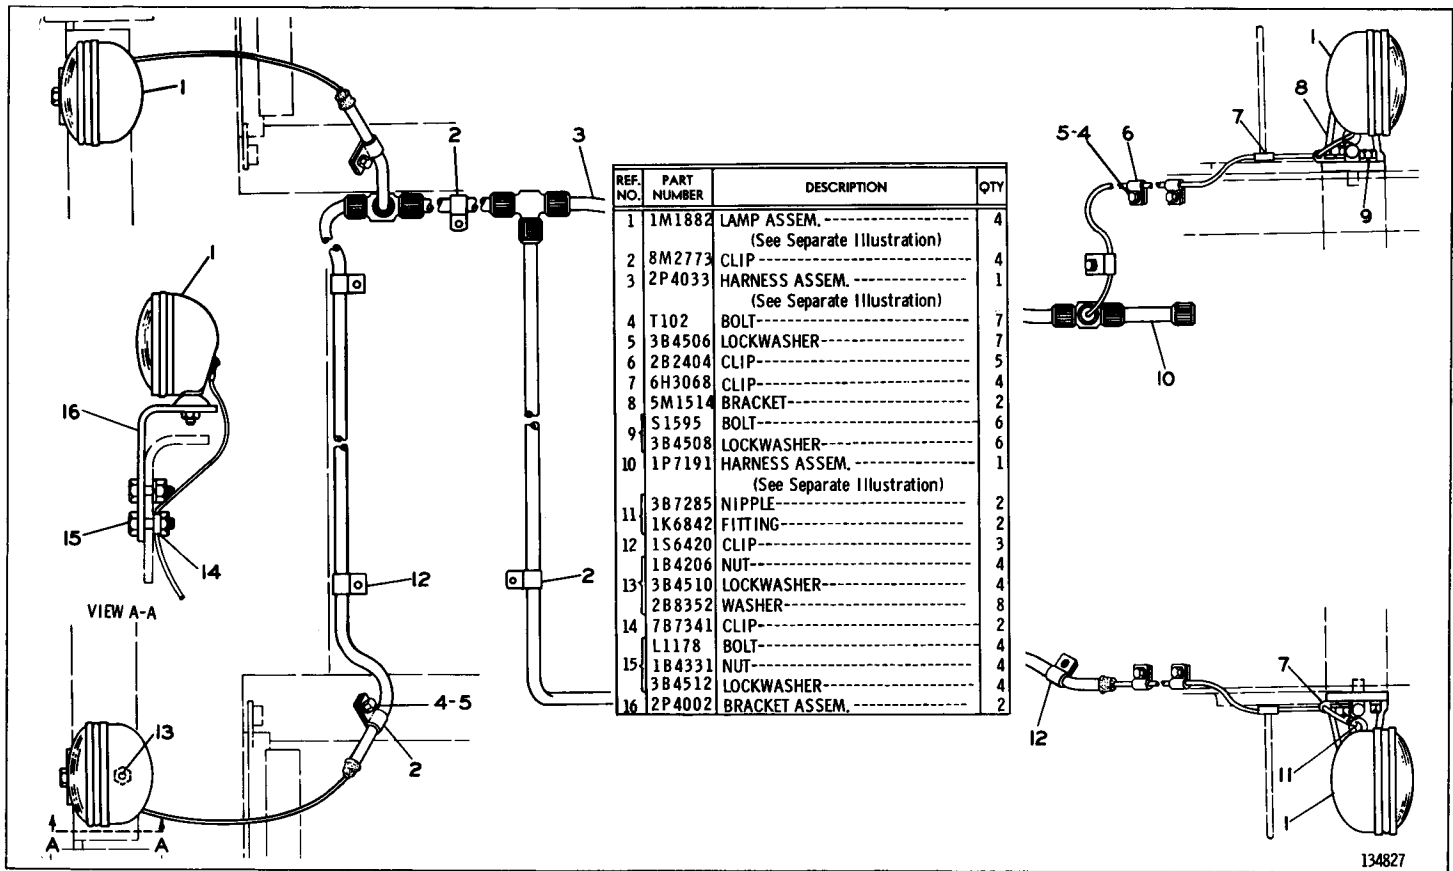 1
2
3
1
16
15
14
VIEW A-A
12
2
4-5
13
2
A A
REF. NO. PART NUMBER DESCRIPTION QTY
1 1M1882 LAMP ASSEM. 4
(See Separate Illustration)
2 8M2773 CLIP 4
3 2P4033 HARNESS ASSEM. 1
(See Separate Illustration)
4 T102 BOLT 7
5 3B4506 LOCKWASHER 7
6 2B2404 CLIP 5
7 6H3068 CLIP 4
8 5M1514 BRACKET 2
9 S1595 BOLT 6
3B4508 LOCKWASHER 6
10 1P7191 HARNESS ASSEM. 1
(See Separate Illustration)
11 3B7285 NIPPLE 2
1K6842 FITTING 2
12 1S6420 CLIP 3
13 1B4206 NUT 4
3B4510 LOCKWASHER 4
2B8352 WASHER 8
14 7B7341 CLIP 2
15 L1178 BOLT 4
1B4331 NUT 4
3B4512 LOCKWASHER 4
16 2P4002 BRACKET ASSEM. 2
1
8
7
5-4 6
9
10
7
12
11
1
134827